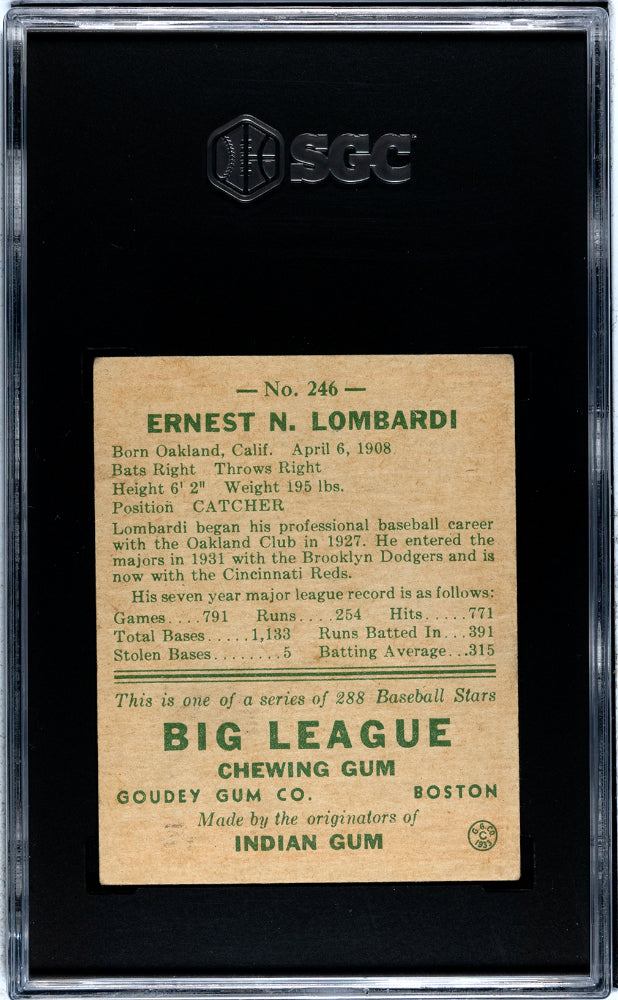 SGC
— No. 246 —
ERNEST N. LOMBARDI
Born Oakland, Calif. April 6, 1908
Bats Right Throws Right
Height 6' 2" Weight 195 lbs.
Position CATCHER
Lombardi began his professional baseball career
with the Oakland Club in 1927. He entered the
majors in 1931 with the Brooklyn Dodgers and is
now with the Cincinnati Reds.
His seven year major league record is as follows:
Games....791 Runs....254 Hits.....771
Total Bases.....1,133 Runs Batted In...391
Stolen Bases........5 Batting Average...315
This is one of a series of 288 Baseball Stars
BIG LEAGUE
CHEWING GUM
GOUDEY GUM CO. BOSTON
Made by the originators of
INDIAN GUM
G.G.CO.
C
1933